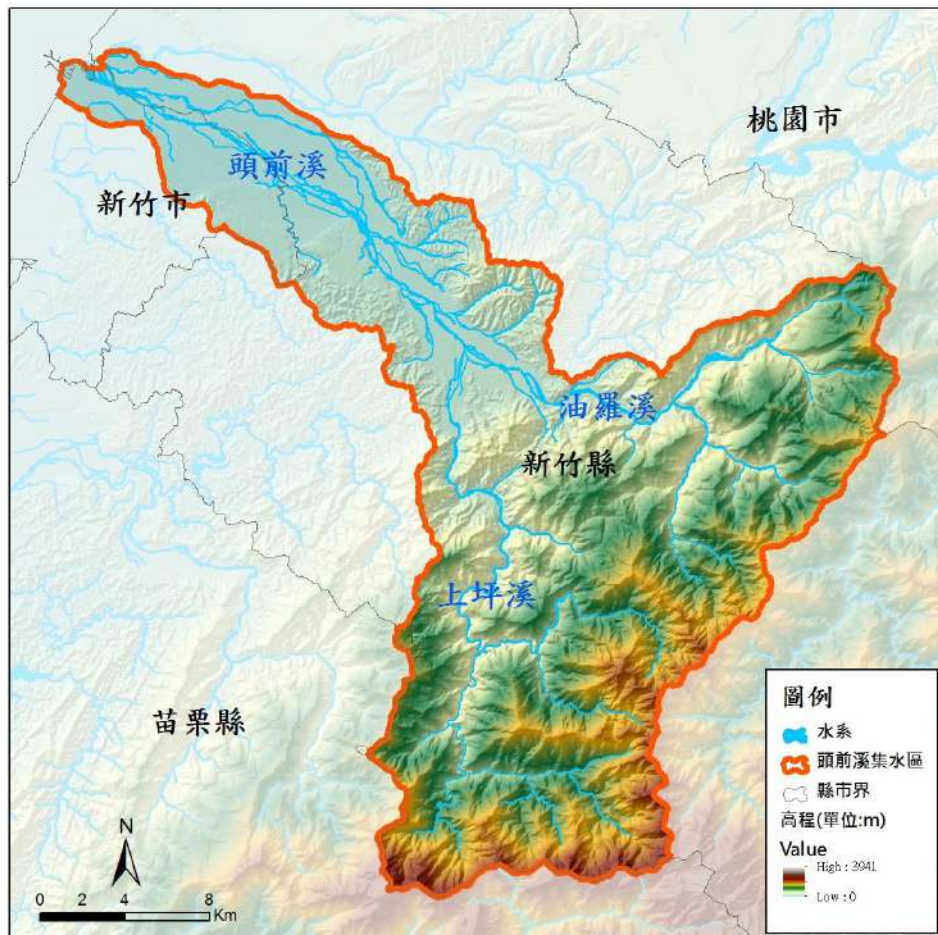 桃園市
頭前溪
新竹市
油羅溪
新竹縣
上坪溪
苗栗縣
圖例
水系
頭前溪集水區
縣市界
高程(單位:m)
Value
High : 3941
Low : 0
N
0 2 4 8
Km